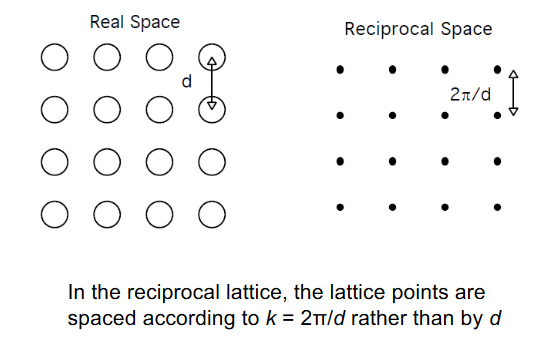 Real Space
Reciprocal Space
d
2π/d
In the reciprocal lattice, the lattice points are
spaced according to k = 2π/d rather than by d